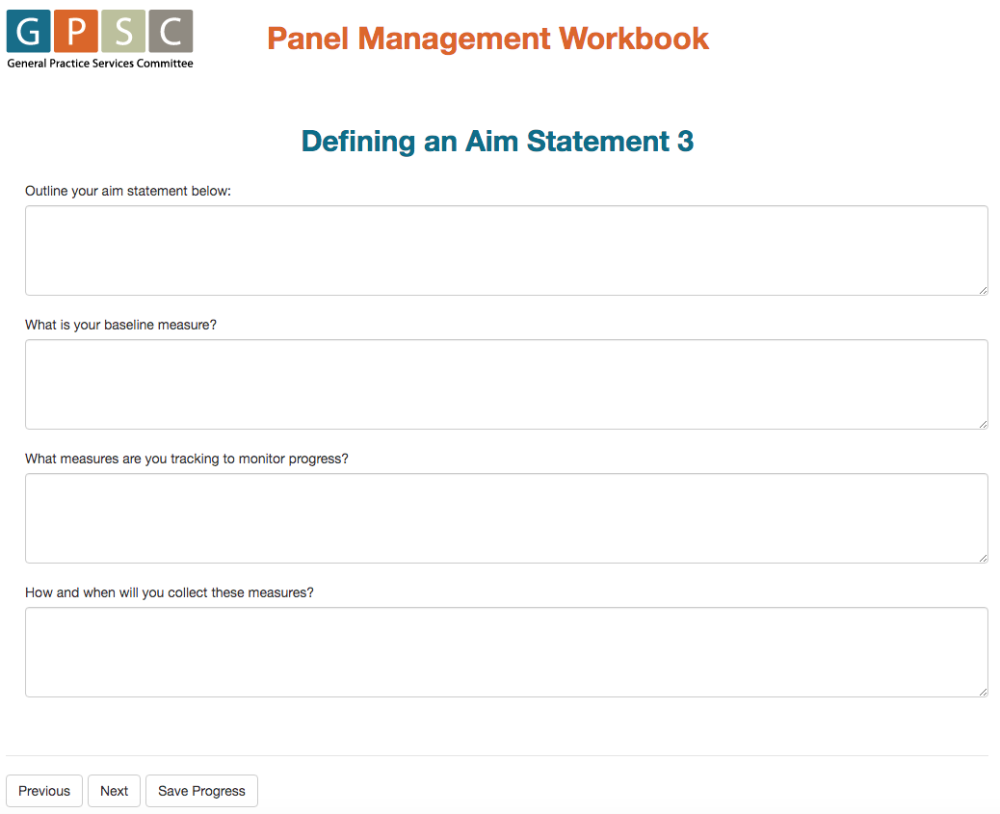 GPSC
General Practice Services Committee
Panel Management Workbook
Defining an Aim Statement 3
Outline your aim statement below:
What is your baseline measure?
What measures are you tracking to monitor progress?
How and when will you collect these measures?
Previous
Next
Save Progress